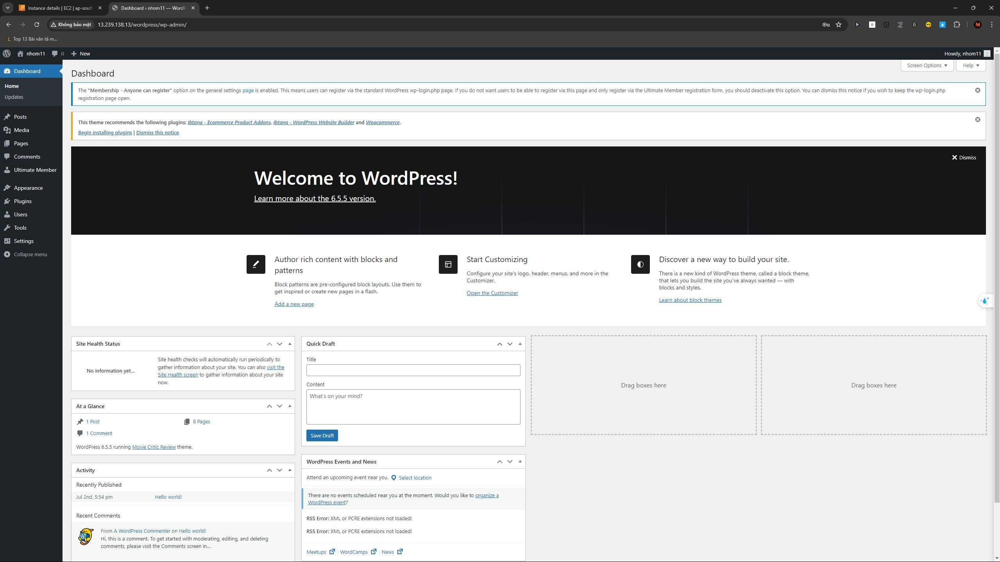 Instance details | EC2 | ap-south
Dashboard ‹ nhom11 — WordP
Không bảo mật
13.239.138.13/wordpress/wp-admin/
Top 13 Bài văn tả m...
nhom11
0
New
Howdy, nhom11
Dashboard
Home
Updates
Posts
Media
Pages
Comments
Ultimate Member
Appearance
Plugins
Users
Tools
Settings
Collapse menu
Screen Options
Help
Dashboard
The "Membership - Anyone can register" option on the general settings page is enabled. This means users can register via the standard WordPress wp-login.php page. If you do not want users to be able to register via this page and only register via the Ultimate Member registration form, you should deactivate this option. You can dismiss this notice if you wish to keep the wp-login.php
registration page open.
This theme recommends the following plugins: Ibtana - Ecommerce Product Addons, Ibtana - WordPress Website Builder and Woocommerce.
Begin installing plugins | Dismiss this notice
Dismiss
Welcome to WordPress!
Learn more about the 6.5.5 version.
Author rich content with blocks and
patterns
Block patterns are pre-configured block layouts. Use them to
get inspired or create new pages in a flash.
Add a new page
Start Customizing
Configure your site's logo, header, menus, and more in the
Customizer.
Open the Customizer
Discover a new way to build your site.
There is a new kind of WordPress theme, called a block theme,
that lets you build the site you've always wanted — with
blocks and styles.
Learn about block themes
Site Health Status
No information yet...
Site health checks will automatically run periodically to
gather information about your site. You can also visit the
Site Health screen to gather information about your site
now.
At a Glance
1 Post
8 Pages
1 Comment
WordPress 6.5.5 running Movie Critic Review theme.
Activity
Recently Published
Jul 2nd, 5:54 pm
Hello world!
Recent Comments
From A WordPress Commenter on Hello world!
Hi, this is a comment. To get started with moderating, editing, and deleting
comments, please visit the Comments screen in...
Quick Draft
Title
Content
What's on your mind?
Save Draft
WordPress Events and News
Attend an upcoming event near you.
Select location
There are no events scheduled near you at the moment. Would you like to organize a
WordPress event?
RSS Error: XML or PCRE extensions not loaded!
RSS Error: XML or PCRE extensions not loaded!
Meetups | WordCamps | News
Drag boxes here
Drag boxes here